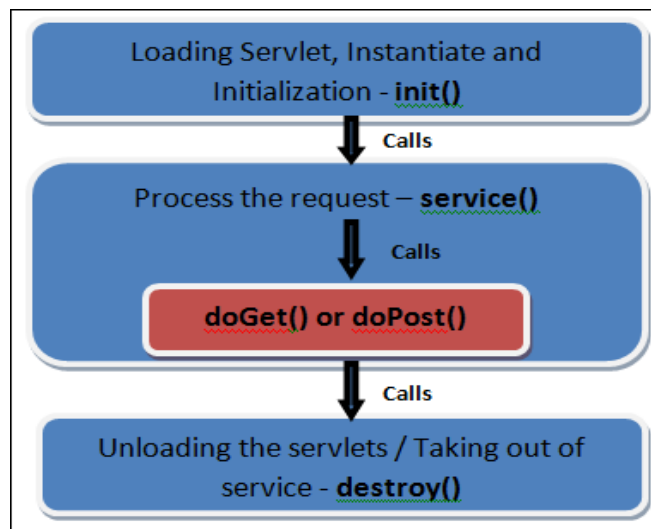 Loading Servlet, Instantiate and
Initialization - init()
Calls
Process the request – service()
Calls
doGet() or doPost()
Calls
Unloading the servlets / Taking out of
service - destroy()